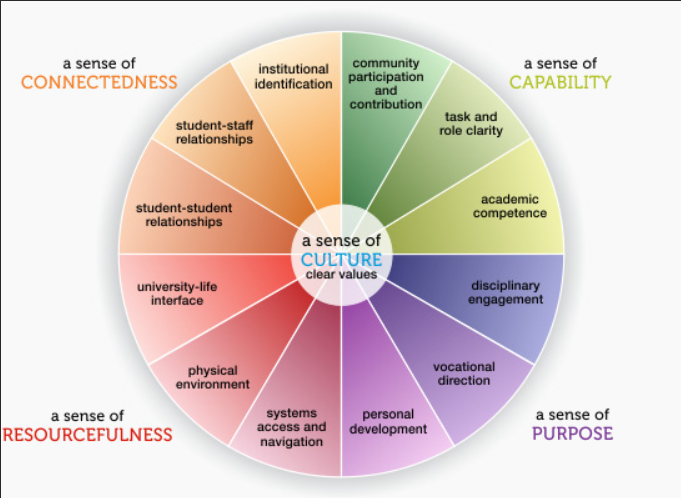 a sense of
CONNECTEDNESS
institutional
identification
student-staff
relationships
student-student
relationships
community
participation
and
contribution
task and
role clarity
academic
competence
a sense of
CAPABILITY
a sense of
CULTURE
clear values
university-life
interface
physical
environment
systems
access and
navigation
a sense of
RESOURCEFULNESS
disciplinary
engagement
vocational
direction
personal
development
a sense of
PURPOSE